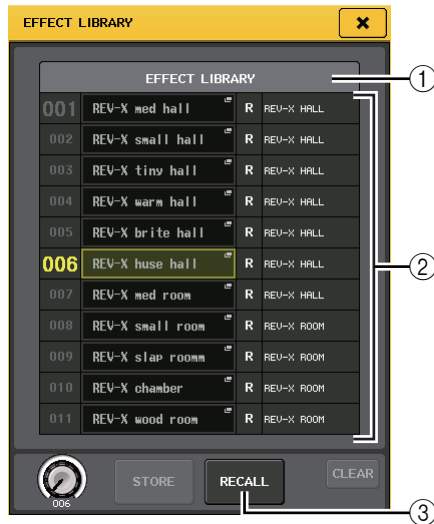 EFFECT LIBRARY
EFFECT LIBRARY
001 REV-X med hall R REV-X HALL
002 REV-X small hall R REV-X HALL
003 REV-X tiny hall R REV-X HALL
004 REV-X warm hall R REV-X HALL
005 REV-X brite hall R REV-X HALL
006 REV-X huse hall R REV-X HALL
007 REV-X med room R REV-X HALL
008 REV-X small room R REV-X ROOM
009 REV-X slap roomm R REV-X ROOM
010 REV-X chamber R REV-X ROOM
011 REV-X wood room R REV-X ROOM
006 STORE RECALL CLEAR
1
2
3